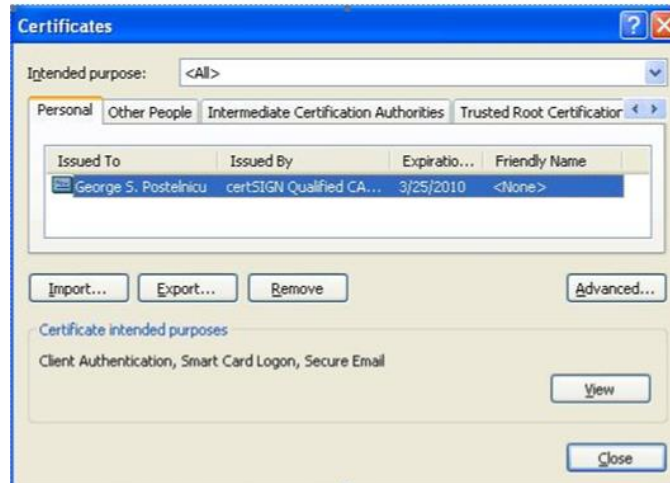 Certificates
Intended purpose: <All>
Personal Other People Intermediate Certification Authorities Trusted Root Certification
Issued To Issued By Expiratio... Friendly Name
George S. Postelnicu certSIGN Qualified CA... 3/25/2010 <None>
Import... Export... Remove Advanced...
Certificate intended purposes
Client Authentication, Smart Card Logon, Secure Email
View
Close